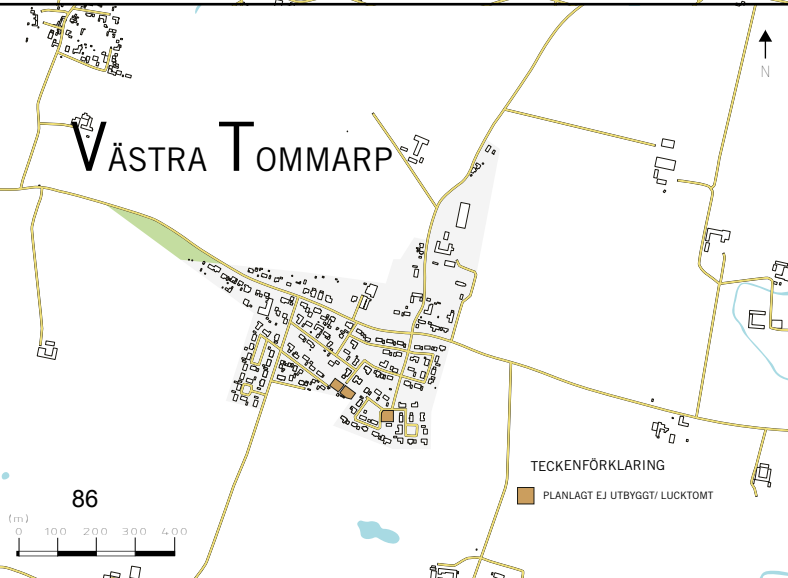 N
VÄSTRA TOMMARP
TECKENFÖRKLARING
PLANLAGT EJ UTBYGGT/ LUCKTOMT
86
(m)
0 100 200 300 400